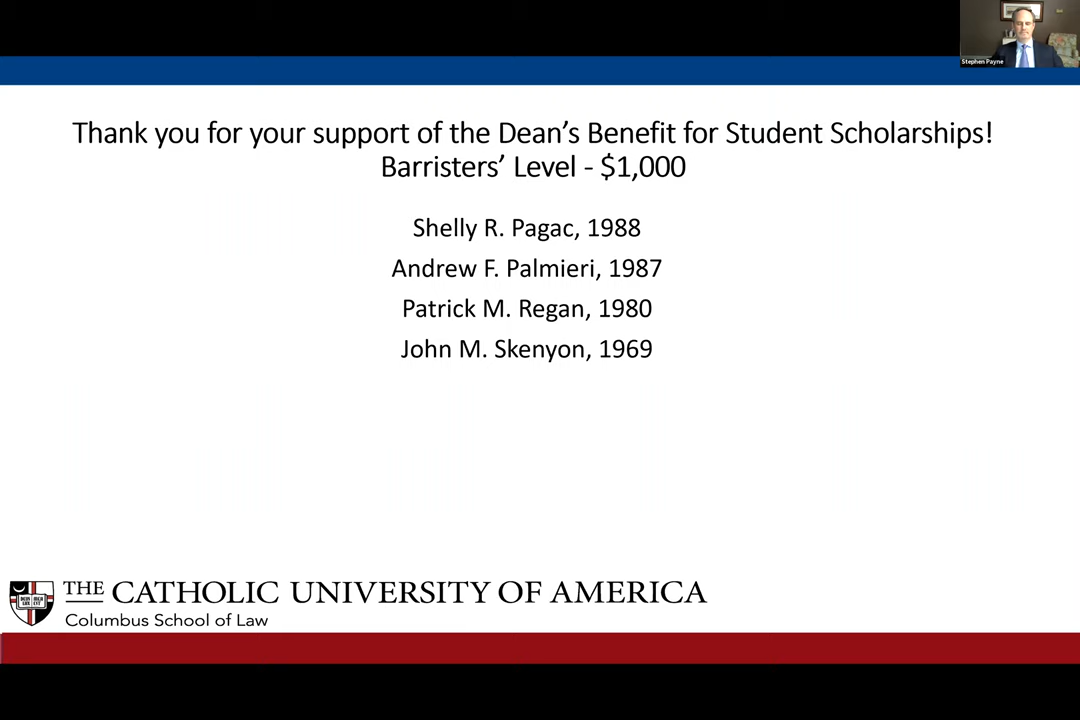 Stephen Payne
Thank you for your support of the Dean’s Benefit for Student Scholarships!
Barristers’ Level - $1,000
Shelly R. Pagac, 1988
Andrew F. Palmieri, 1987
Patrick M. Regan, 1980
John M. Skenyon, 1969
THE CATHOLIC UNIVERSITY OF AMERICA
Columbus School of Law